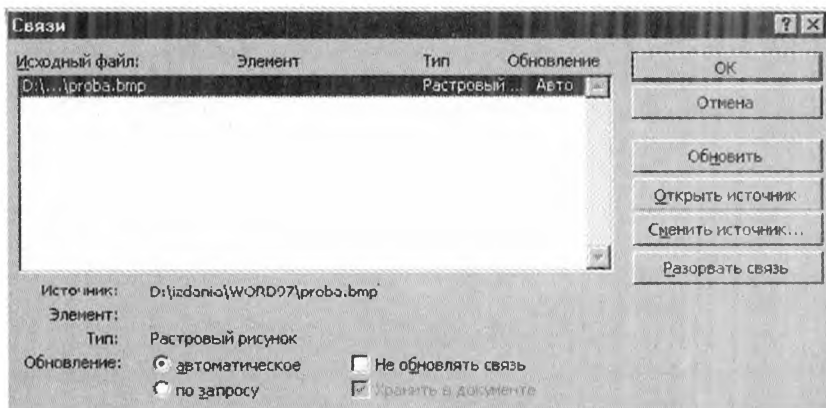 Связи
Исходный файл: Элемент Тип Обновление
D:\...\proba.bmp Растровый ... Авто
OK
Отмена
Обновить
Открыть источник
Сменить источник...
Разорвать связь
Источник: D:\izdania\WORD97\proba.bmp
Элемент:
Тип: Растровый рисунок
Обновление: автоматическое Не обновлять связь
по запросу Хранить в документе